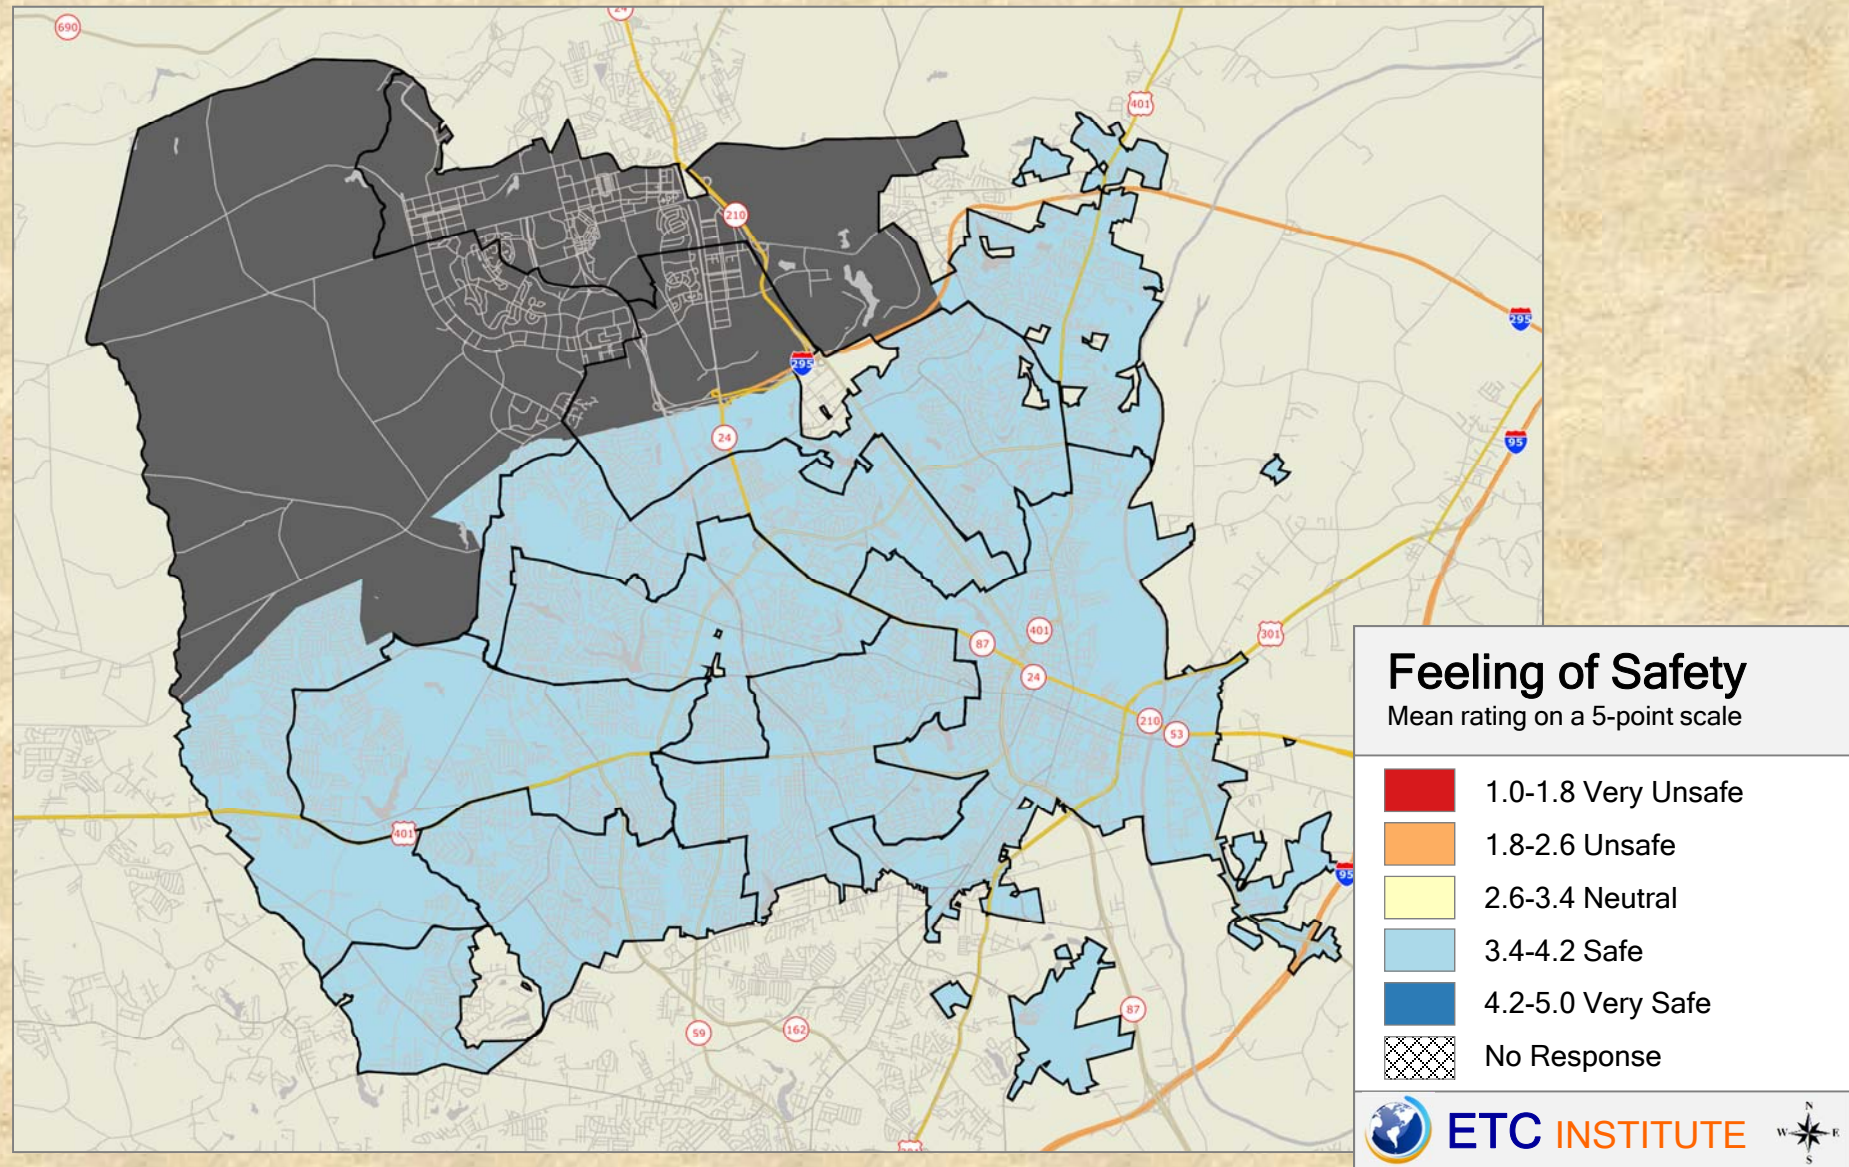 690
24
401
210
295
295
24
95
87
401
24
301
210
53
401
95
87
59
162
Feeling of Safety
Mean rating on a 5-point scale
1.0-1.8 Very Unsafe
1.8-2.6 Unsafe
2.6-3.4 Neutral
3.4-4.2 Safe
4.2-5.0 Very Safe
No Response
ETC INSTITUTE
N
W E
S